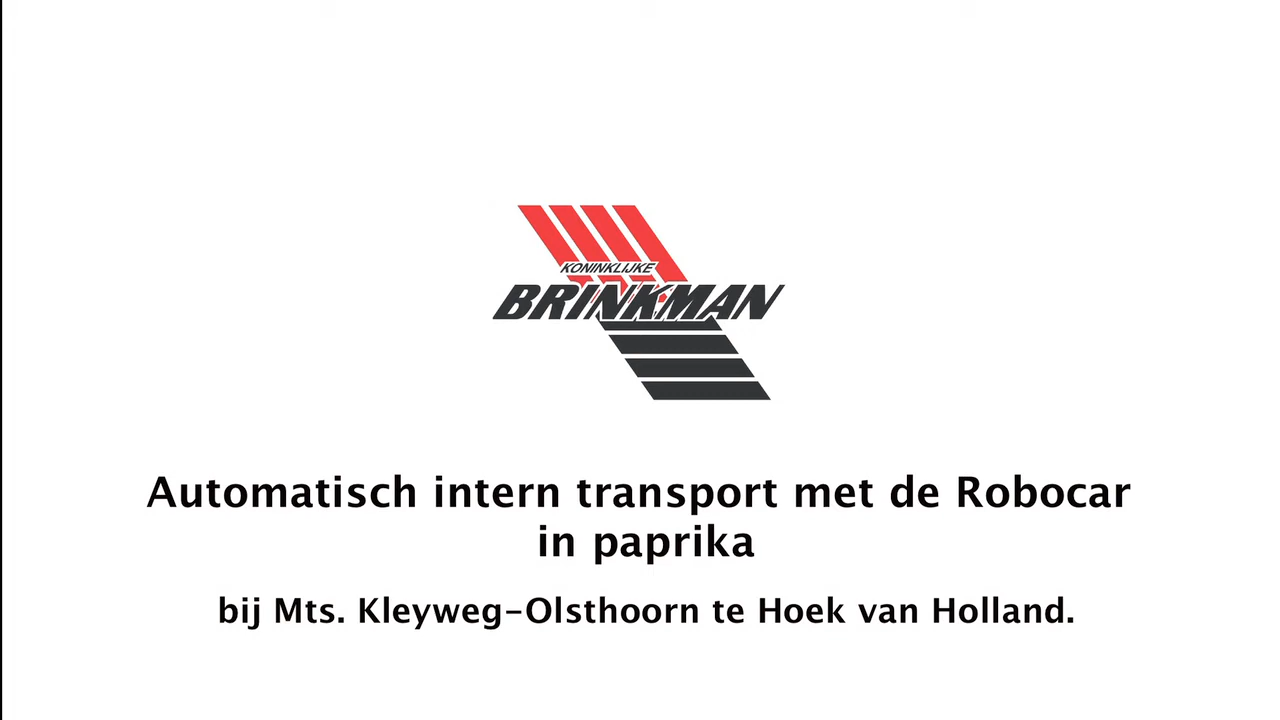 KONINKLIJKE
BRINKMAN
Automatisch intern transport met de Robocar
in paprika
bij Mts. Kleyweg-Olsthoorn te Hoek van Holland.